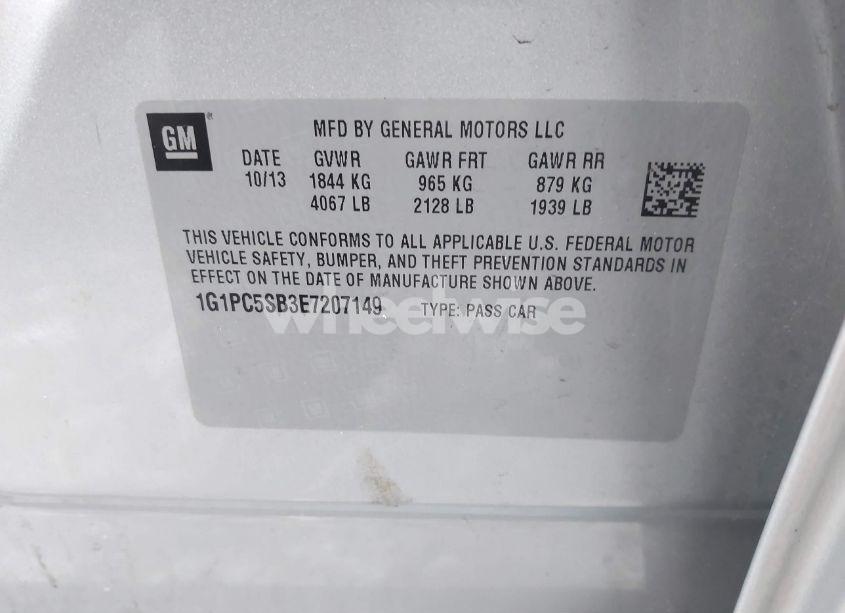 GM
MFD BY GENERAL MOTORS LLC
DATE GVWR GAWR FRT GAWR RR
10/13 1844 KG 965 KG 879 KG
4067 LB 2128 LB 1939 LB
THIS VEHICLE CONFORMS TO ALL APPLICABLE U.S. FEDERAL MOTOR
VEHICLE SAFETY, BUMPER, AND THEFT PREVENTION STANDARDS IN
EFFECT ON THE DATE OF MANUFACTURE SHOWN ABOVE.
1G1PC5SB3E7207149 TYPE: PASS CAR
wheelwise